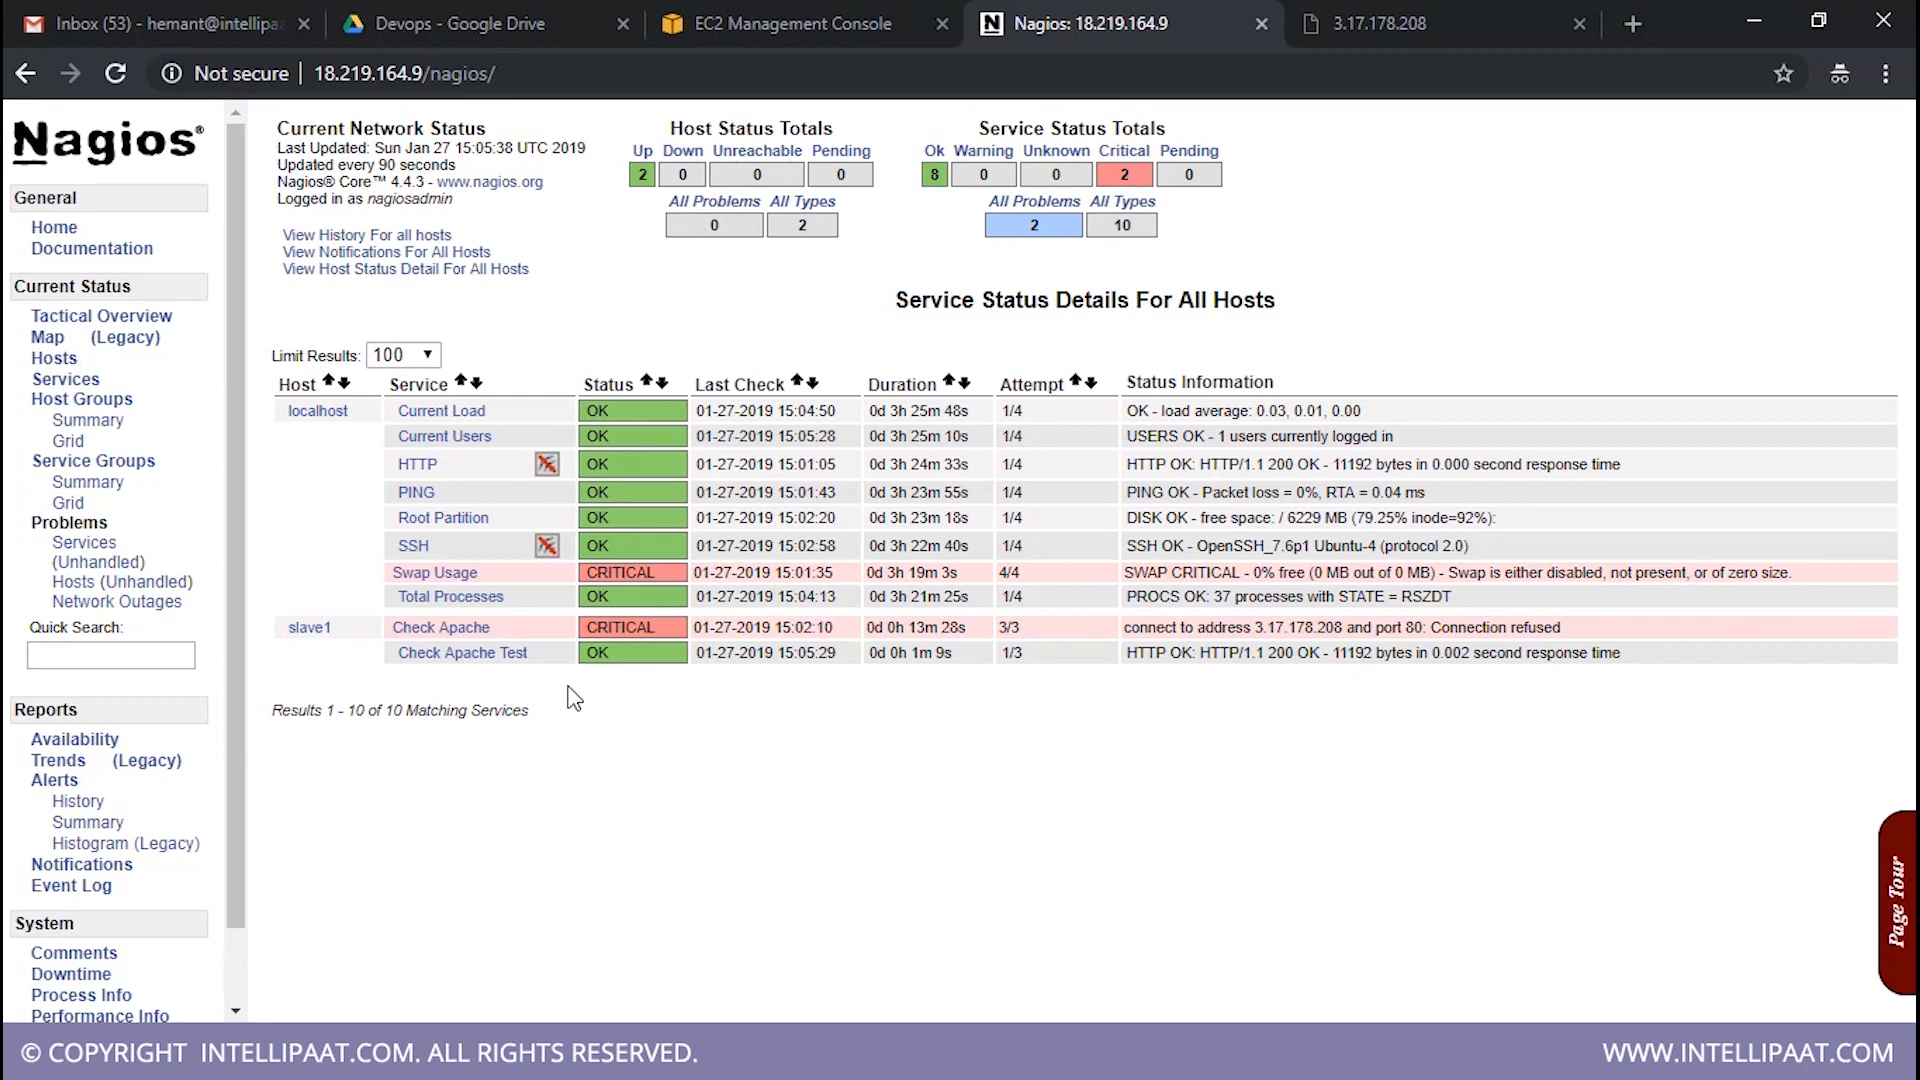 Inbox (53) - hemant@intellipaa
Devops - Google Drive
EC2 Management Console
Nagios: 18.219.164.9
3.17.178.208
Not secure | 18.219.164.9/nagios/
Nagios®
General
Home
Documentation
Current Status
Tactical Overview
Map (Legacy)
Hosts
Services
Host Groups
Summary
Grid
Service Groups
Summary
Grid
Problems
Services
(Unhandled)
Hosts (Unhandled)
Network Outages
Quick Search:
Reports
Availability
Trends (Legacy)
Alerts
History
Summary
Histogram (Legacy)
Notifications
Event Log
System
Comments
Downtime
Process Info
Performance Info
Current Network Status
Last Updated: Sun Jan 27 15:05:38 UTC 2019
Updated every 90 seconds
Nagios® Core™ 4.4.3 - www.nagios.org
Logged in as nagiosadmin
View History For all hosts
View Notifications For All Hosts
View Host Status Detail For All Hosts
Host Status Totals
Up Down Unreachable Pending
2 0 0 0
All Problems All Types
0 2
Service Status Totals
Ok Warning Unknown Critical Pending
8 0 0 2 0
All Problems All Types
2 10
Service Status Details For All Hosts
Limit Results: 100
Host Service Status Last Check Duration Attempt Status Information
localhost Current Load OK 01-27-2019 15:04:50 0d 3h 25m 48s 1/4 OK - load average: 0.03, 0.01, 0.00
Current Users OK 01-27-2019 15:05:28 0d 3h 25m 10s 1/4 USERS OK - 1 users currently logged in
HTTP OK 01-27-2019 15:01:05 0d 3h 24m 33s 1/4 HTTP OK: HTTP/1.1 200 OK - 11192 bytes in 0.000 second response time
PING OK 01-27-2019 15:01:43 0d 3h 23m 55s 1/4 PING OK - Packet loss = 0%, RTA = 0.04 ms
Root Partition OK 01-27-2019 15:02:20 0d 3h 23m 18s 1/4 DISK OK - free space: / 6229 MB (79.25% inode=92%):
SSH OK 01-27-2019 15:02:58 0d 3h 22m 40s 1/4 SSH OK - OpenSSH_7.6p1 Ubuntu-4 (protocol 2.0)
Swap Usage CRITICAL 01-27-2019 15:01:35 0d 3h 19m 3s 4/4 SWAP CRITICAL - 0% free (0 MB out of 0 MB) - Swap is either disabled, not present, or of zero size.
Total Processes OK 01-27-2019 15:04:13 0d 3h 21m 25s 1/4 PROCS OK: 37 processes with STATE = RSZDT
slave1 Check Apache CRITICAL 01-27-2019 15:02:10 0d 0h 13m 28s 3/3 connect to address 3.17.178.208 and port 80: Connection refused
Check Apache Test OK 01-27-2019 15:05:29 0d 0h 1m 9s 1/3 HTTP OK: HTTP/1.1 200 OK - 11192 bytes in 0.002 second response time
Results 1 - 10 of 10 Matching Services
Page Tour
© COPYRIGHT INTELLIPAAT.COM. ALL RIGHTS RESERVED.
WWW.INTELLIPAAT.COM